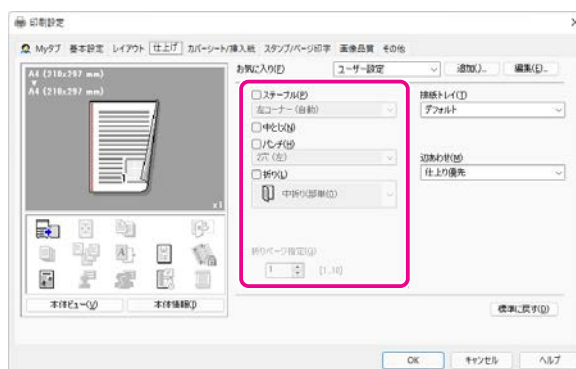 印刷設定
Myタブ 基本設定 レイアウト 仕上げ カバーシート/挿入紙 スタンプ/ページ印字 画像品質 その他
A4 (210x297 mm)
A4 (210x297 mm)
x1
本体ビュー(V) 本体情報(J)
お気に入り(F) ユーザー設定 追加(.).. 編集(E)...
ステープル(P)
左コーナー (自動)
中とじ(N)
パンチ(H)
2穴 (左)
折り(L)
中折り(部単位)
折りページ指定(G)
1 [1..10]
排紙トレイ(T)
デフォルト
辺あわせ(M)
仕上り優先
標準に戻す(D)
OK キャンセル ヘルプ